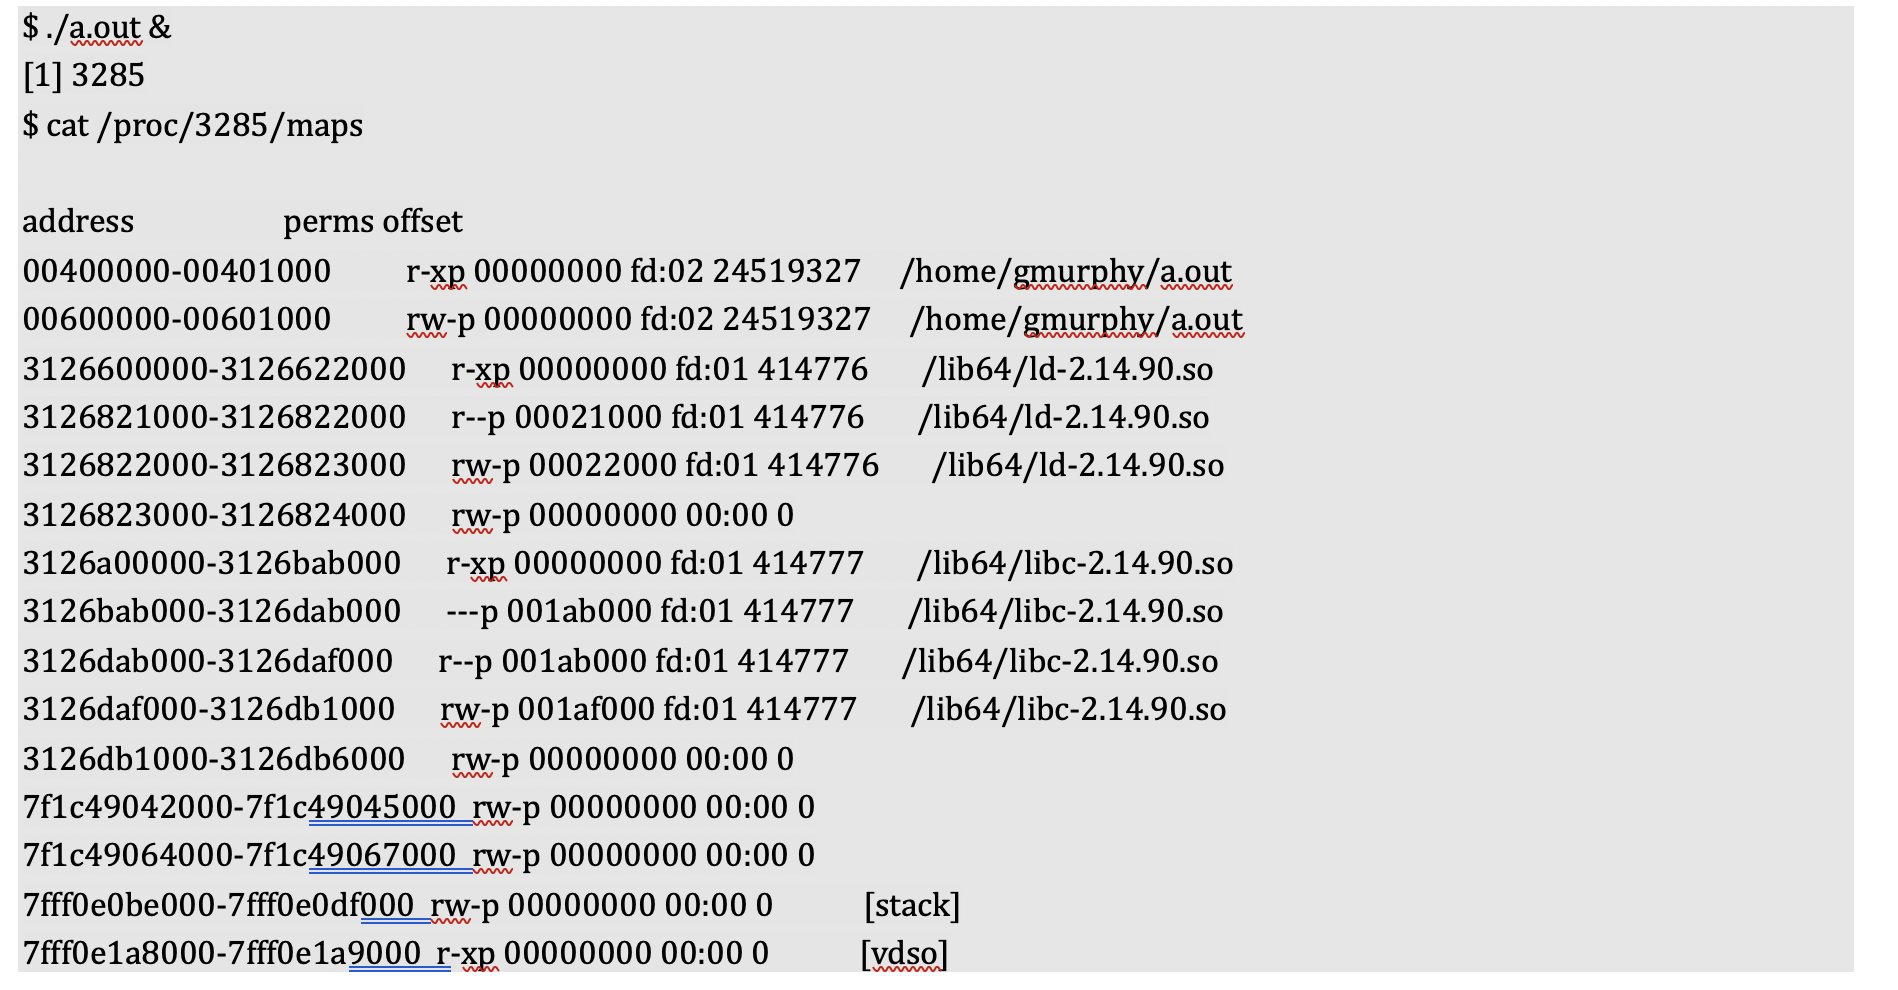 $ ./a.out &
[1] 3285
$ cat /proc/3285/maps
address perms offset
00400000-00401000 r-xp 00000000 fd:02 24519327 /home/gmurphy/a.out
00600000-00601000 rw-p 00000000 fd:02 24519327 /home/gmurphy/a.out
3126600000-3126622000 r-xp 00000000 fd:01 414776 /lib64/ld-2.14.90.so
3126821000-3126822000 r--p 00021000 fd:01 414776 /lib64/ld-2.14.90.so
3126822000-3126823000 rw-p 00022000 fd:01 414776 /lib64/ld-2.14.90.so
3126823000-3126824000 rw-p 00000000 00:00 0
3126a00000-3126bab000 r-xp 00000000 fd:01 414777 /lib64/libc-2.14.90.so
3126bab000-3126dab000 ---p 001ab000 fd:01 414777 /lib64/libc-2.14.90.so
3126dab000-3126daf000 r--p 001ab000 fd:01 414777 /lib64/libc-2.14.90.so
3126daf000-3126db1000 rw-p 001af000 fd:01 414777 /lib64/libc-2.14.90.so
3126db1000-3126db6000 rw-p 00000000 00:00 0
7f1c49042000-7f1c49045000 rw-p 00000000 00:00 0
7f1c49064000-7f1c49067000 rw-p 00000000 00:00 0
7fff0e0be000-7fff0e0df000 rw-p 00000000 00:00 0 [stack]
7fff0e1a8000-7fff0e1a9000 r-xp 00000000 00:00 0 [vdso]